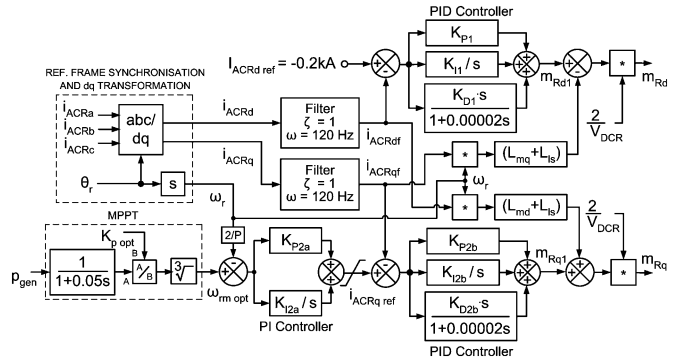 PID Controller
K_P1
I_ACRd ref = -0.2kA
K_I1 / s
m_Rd1
*
m_Rd
K_D1·s
1+0.00002s
2
V_DCR
REF. FRAME SYNCHRONISATION
AND dq TRANSFORMATION
i_ACRa
i_ACRb
i_ACRc
abc/
dq
i_ACRd
Filter
ζ = 1
ω = 120 Hz
i_ACRdf
i_ACRq
Filter
ζ = 1
ω = 120 Hz
i_ACRqf
*
(L_mq+L_ls)
ω_r
*
(L_md+L_ls)
2
V_DCR
θ_r
s
ω_r
MPPT
2/P
K_p opt
B
p_gen
1
1+0.05s
A
A/B
3√
ω_rm opt
K_P2a
K_I2a / s
PI Controller
i_ACRq ref
K_P2b
K_I2b / s
K_D2b·s
1+0.00002s
PID Controller
m_Rq1
*
m_Rq